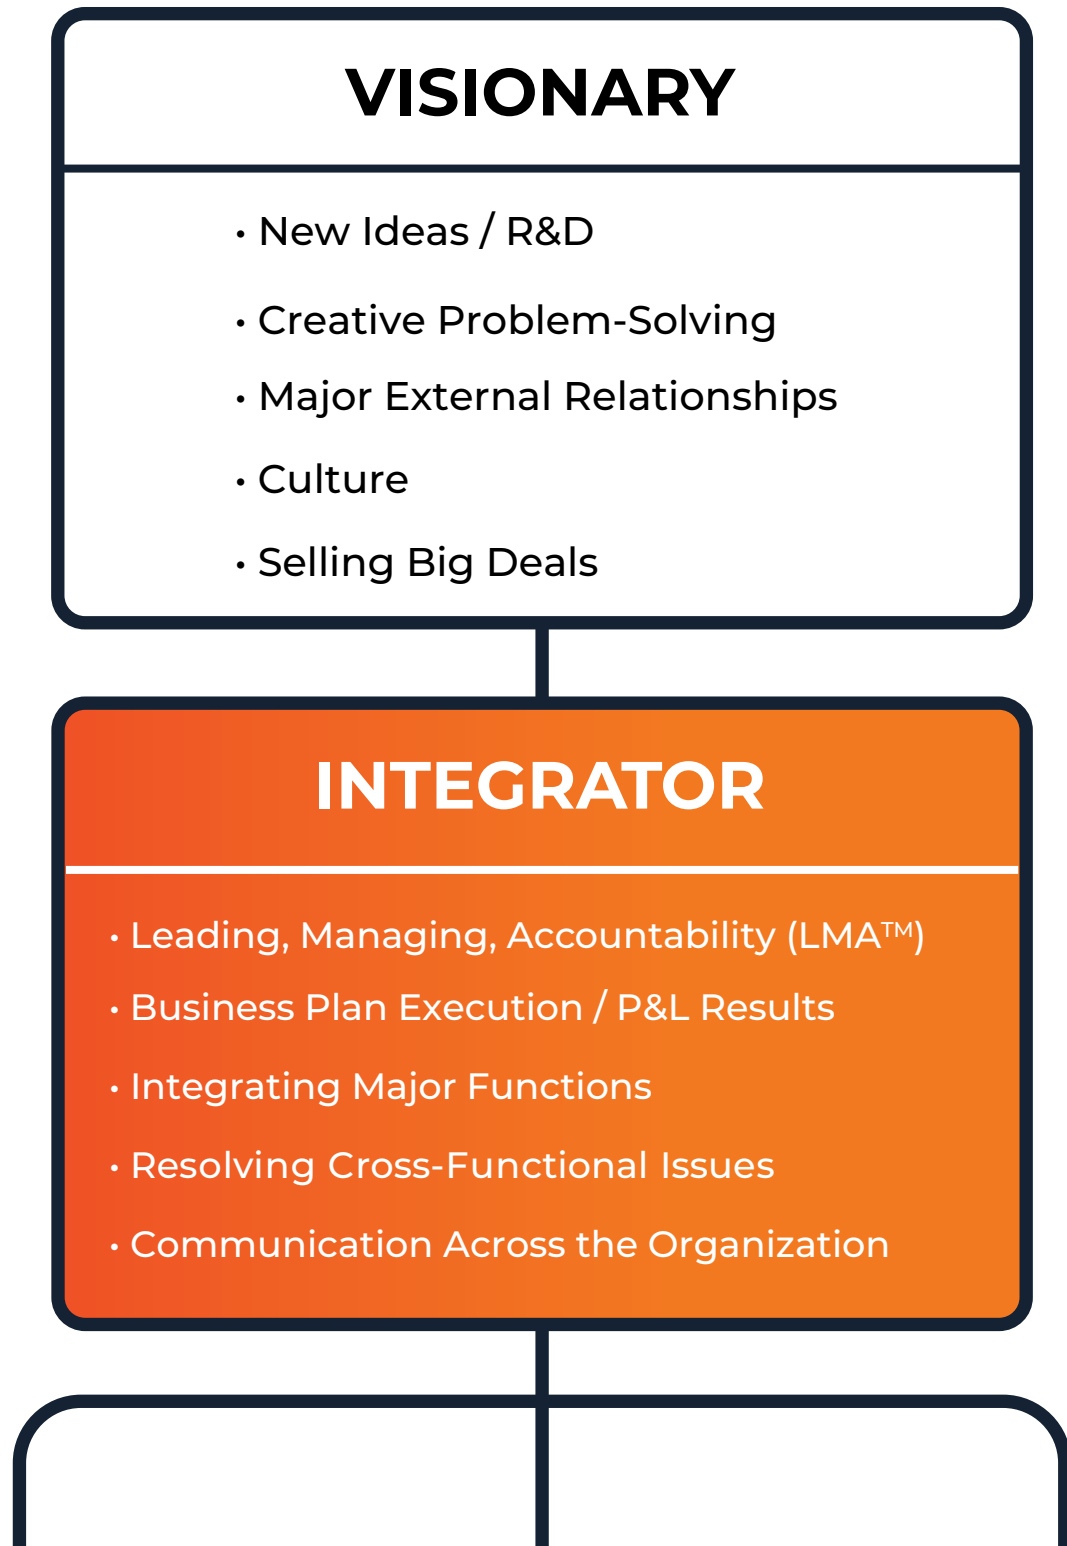 VISIONARY
• New Ideas / R&D
• Creative Problem-Solving
• Major External Relationships
• Culture
• Selling Big Deals
INTEGRATOR
• Leading, Managing, Accountability (LMA™)
• Business Plan Execution / P&L Results
• Integrating Major Functions
• Resolving Cross-Functional Issues
• Communication Across the Organization